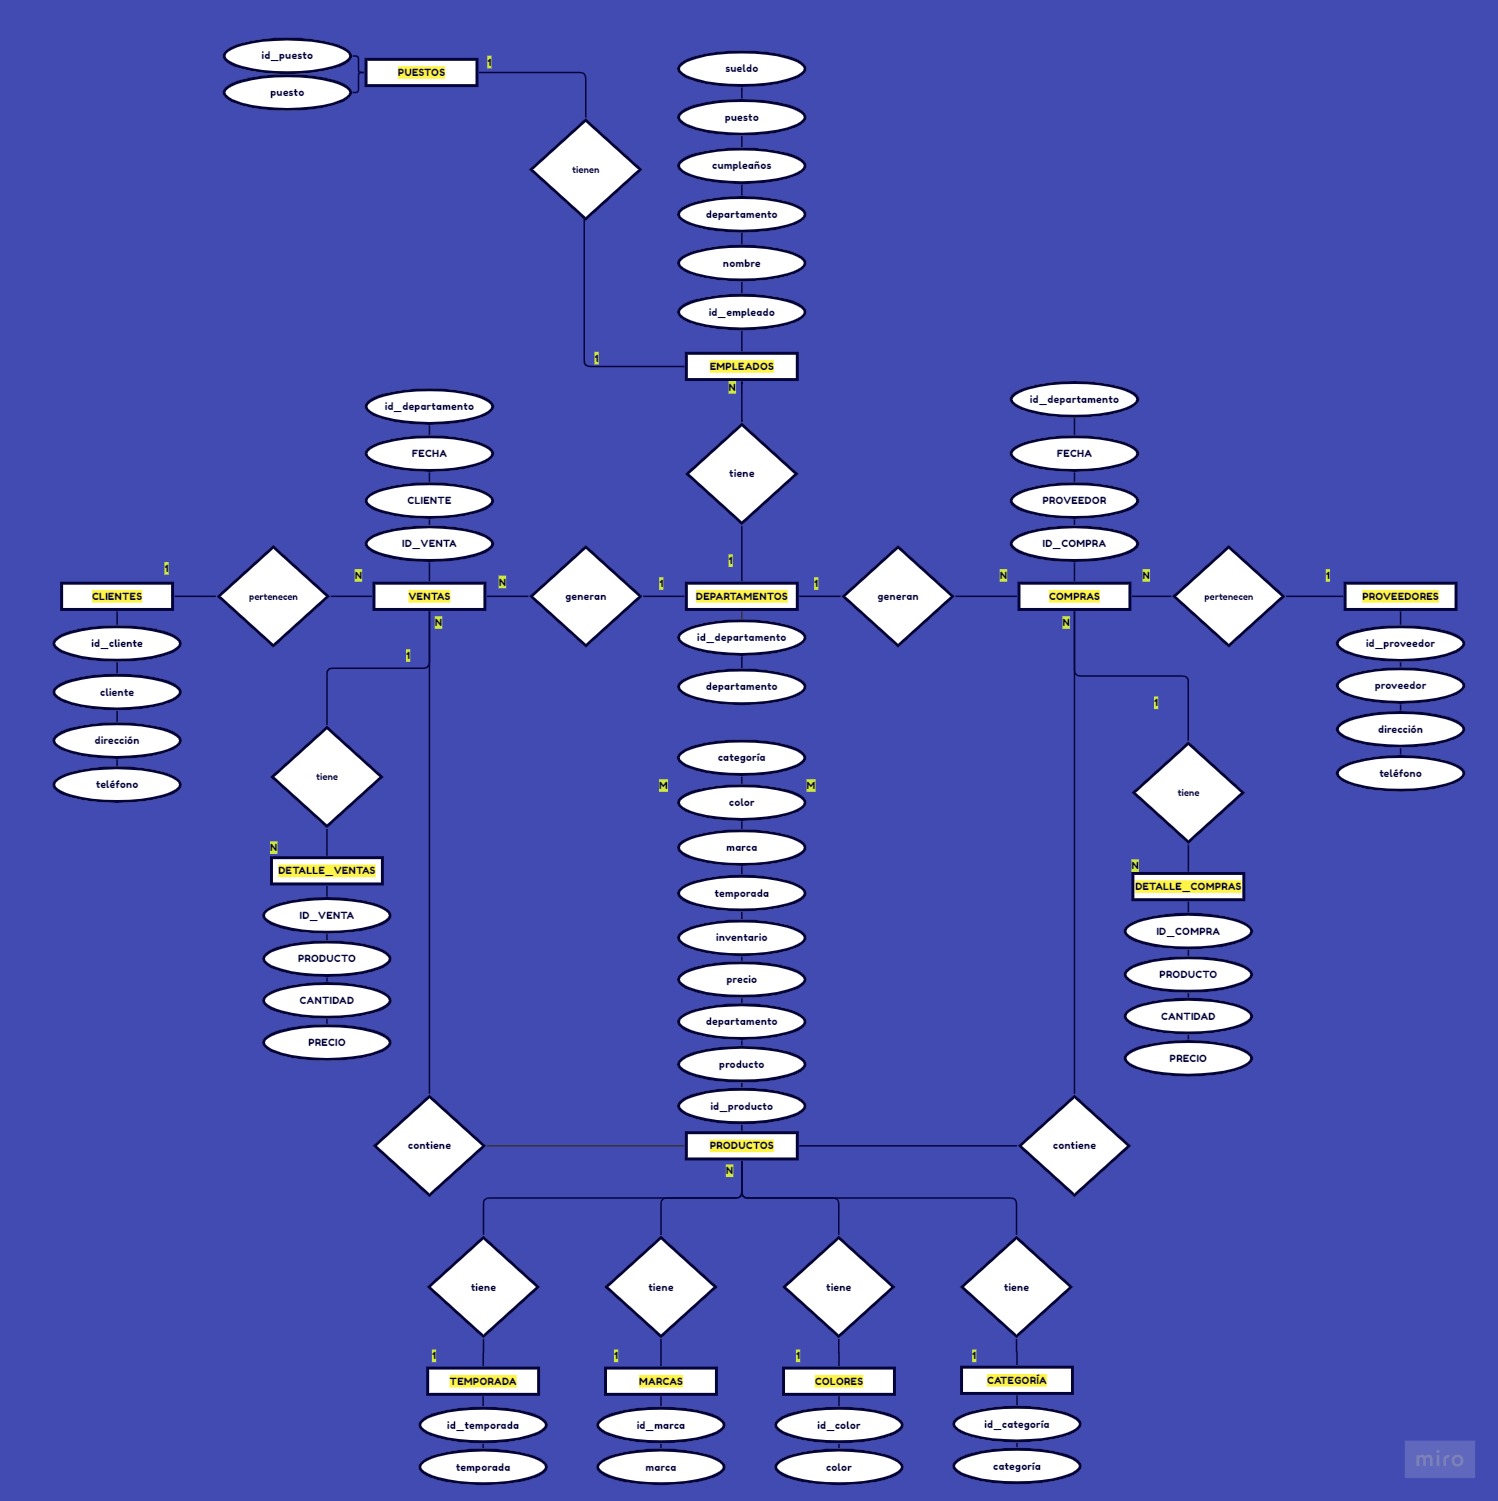 id_puesto
puesto
PUESTOS
1
tienen
sueldo
puesto
cumpleaños
departamento
nombre
id_empleado
1
EMPLEADOS
N
tiene
1
id_departamento
FECHA
CLIENTE
ID_VENTA
id_departamento
FECHA
PROVEEDOR
ID_COMPRA
CLIENTES
1
pertenecen
N
VENTAS
N
generan
1
DEPARTAMENTOS
1
generan
N
COMPRAS
N
pertenecen
1
PROVEEDORES
id_cliente
cliente
dirección
teléfono
N
1
tiene
N
DETALLE_VENTAS
ID_VENTA
PRODUCTO
CANTIDAD
PRECIO
id_departamento
departamento
categoría
M
M
color
marca
temporada
inventario
precio
departamento
producto
id_producto
N
1
tiene
N
DETALLE_COMPRAS
ID_COMPRA
PRODUCTO
CANTIDAD
PRECIO
id_proveedor
proveedor
dirección
teléfono
contiene
PRODUCTOS
contiene
N
tiene
tiene
tiene
tiene
1
1
1
1
TEMPORADA
MARCAS
COLORES
CATEGORÍA
id_temporada
id_marca
id_color
id_categoría
temporada
marca
color
categoría
miro